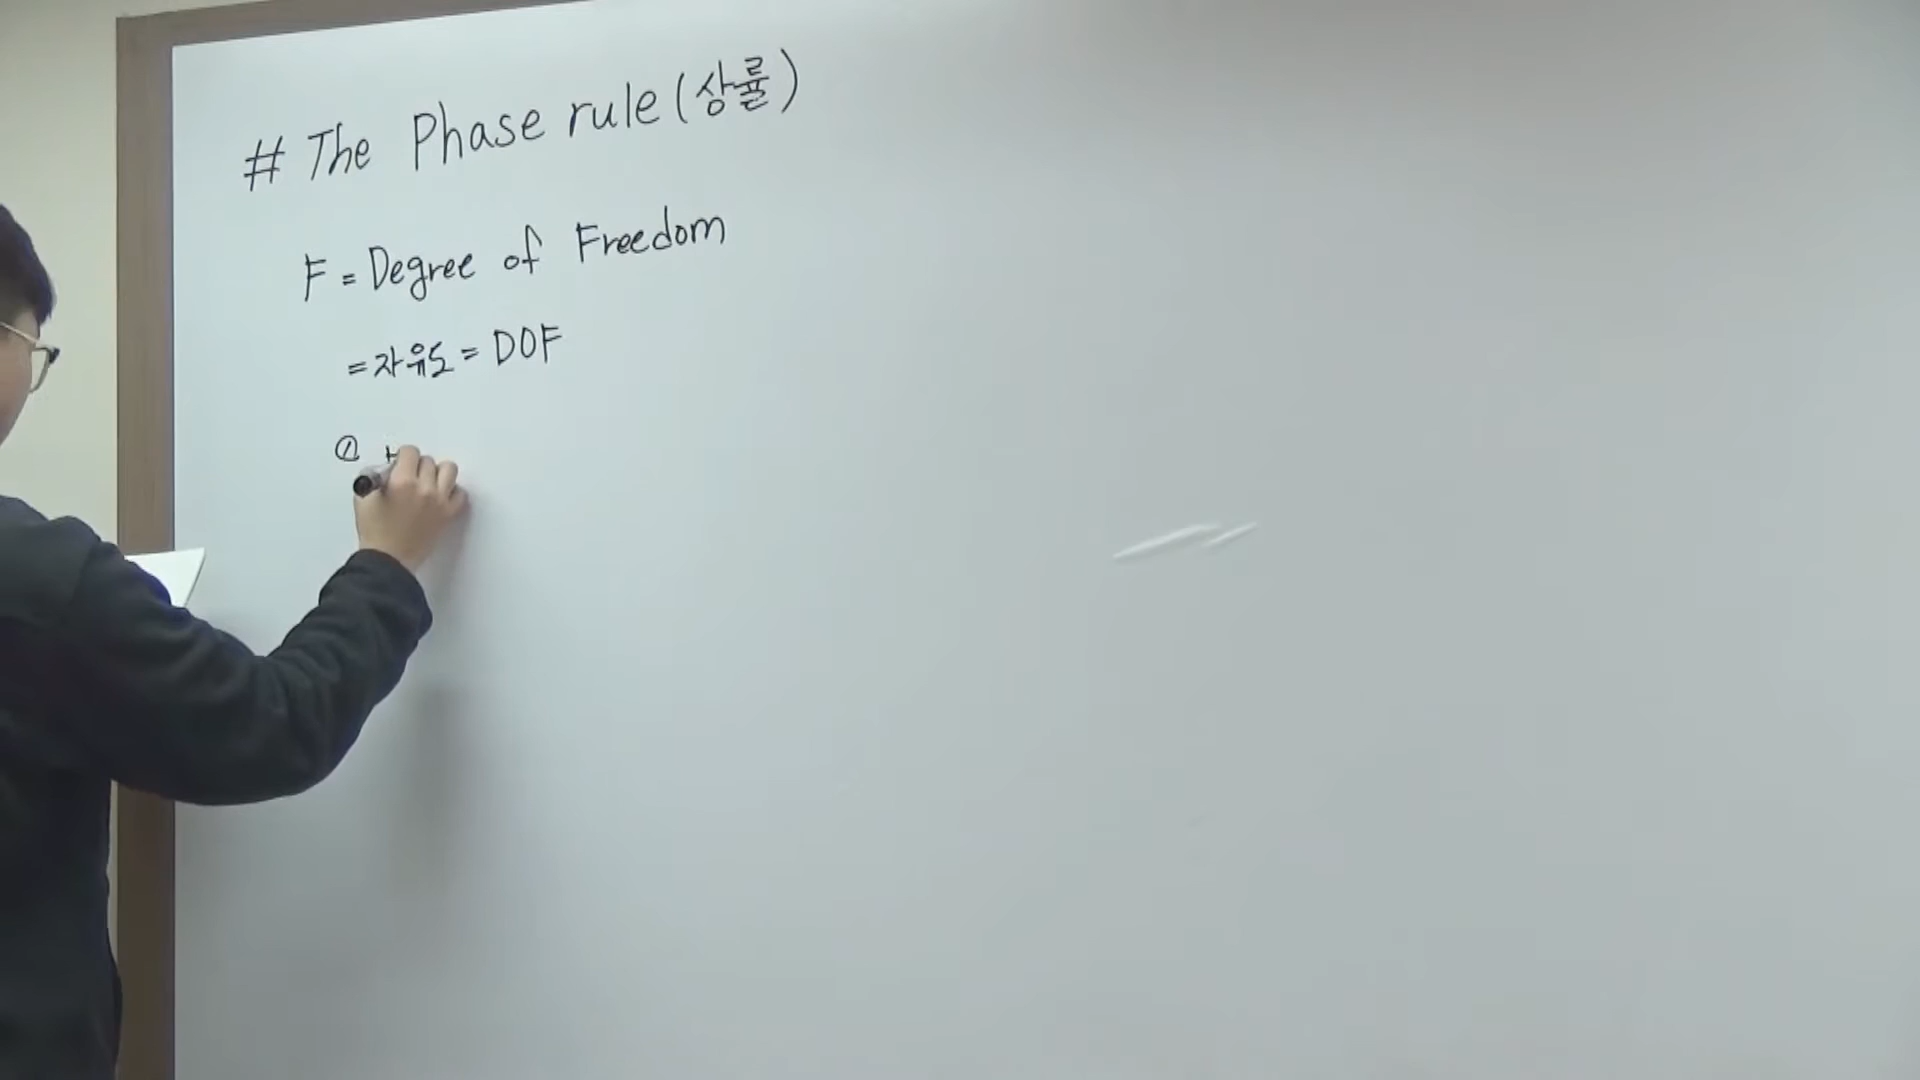 # The Phase rule (상률)
F = Degree of Freedom
= 자유도 = DOF
①